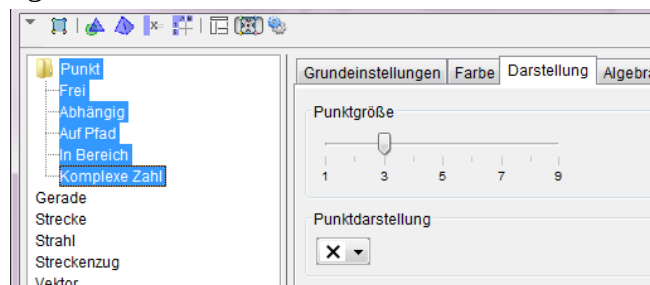 Punkt
Frei
Abhängig
Auf Pfad
In Bereich
Komplexe Zahl
Gerade
Strecke
Strahl
Streckenzug
Vektor
Grundeinstellungen Farbe Darstellung Algebra
Punktgröße
1 3 5 7 9
Punktdarstellung